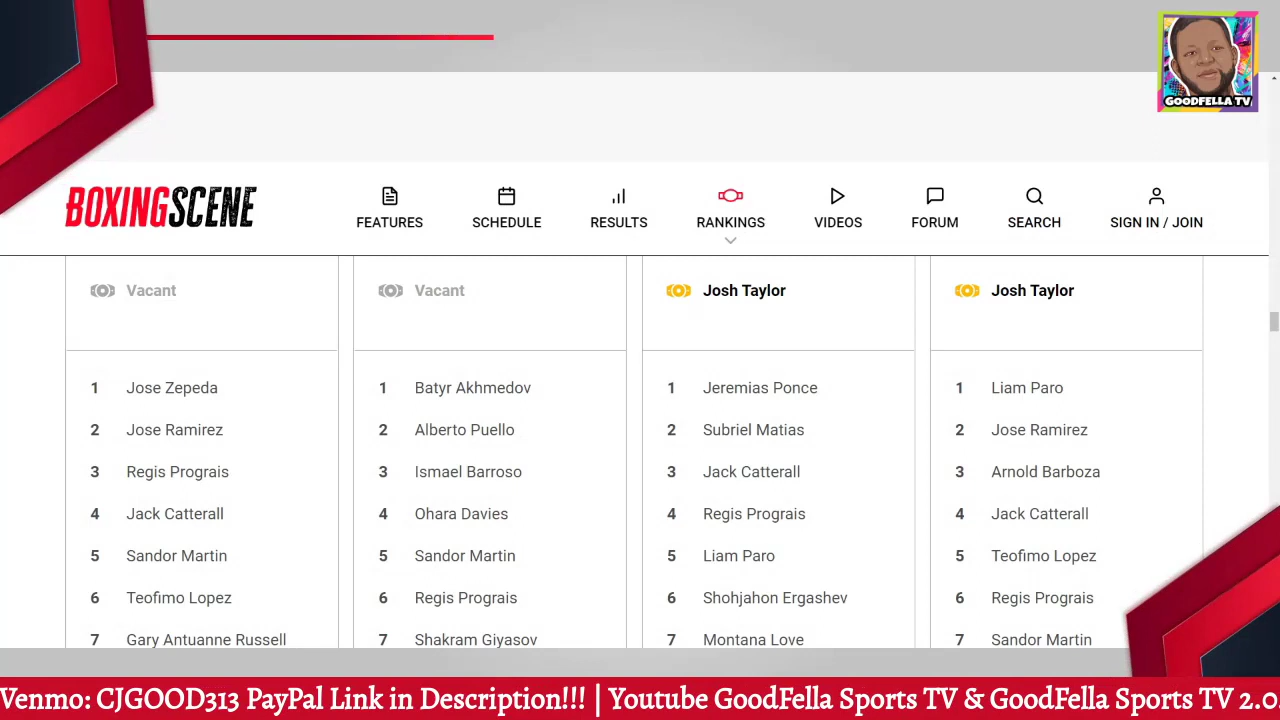 GOODFELLA TV
BOXINGSCENE
FEATURES
SCHEDULE
RESULTS
RANKINGS
VIDEOS
FORUM
SEARCH
SIGN IN / JOIN
Vacant
1 Jose Zepeda
2 Jose Ramirez
3 Regis Prograis
4 Jack Catterall
5 Sandor Martin
6 Teofimo Lopez
7 Gary Antuanne Russell
Vacant
1 Batyr Akhmedov
2 Alberto Puello
3 Ismael Barroso
4 Ohara Davies
5 Sandor Martin
6 Regis Prograis
7 Shakram Giyasov
Josh Taylor
1 Jeremias Ponce
2 Subriel Matias
3 Jack Catterall
4 Regis Prograis
5 Liam Paro
6 Shohjahon Ergashev
7 Montana Love
Josh Taylor
1 Liam Paro
2 Jose Ramirez
3 Arnold Barboza
4 Jack Catterall
5 Teofimo Lopez
6 Regis Prograis
7 Sandor Martin
Venmo: CJGOOD313 PayPal Link in Description!!! | Youtube GoodFella Sports TV & GoodFella Sports TV 2.0